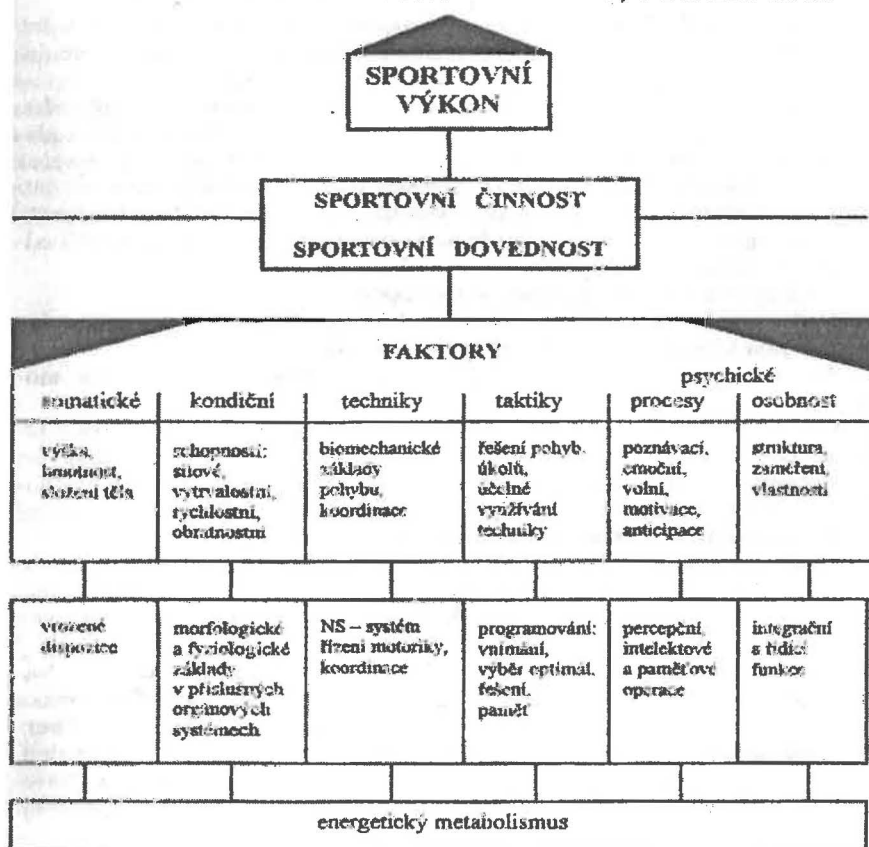 SPORTOVNÍ
VÝKON
SPORTOVNÍ ČINNOST
SPORTOVNÍ DOVEDNOST
FAKTORY
psychické
somatické kondiční techniky taktiky procesy osobnost
výška,
hmotnost,
složení těla
schopnosti:
silové,
vytrvalostní,
rychlostní,
obratnostní
biomechanické
základy
pohybu,
koordinace
řešení pohyb.
úkolů,
účelné
využívání
techniky
poznávací,
emoční,
volní,
motivace,
anticipace
struktura,
zaměření,
vlastnosti
vrozené
dispozice
morfologické
a fyziologické
základy
v příslušných
orgánových
systémech
NS – systém
řízení motoriky,
koordinace
programování:
vnímání,
výběr optimál.
řešení,
paměť
percepční,
intelektové
a paměťové
operace
integrační
a řídící
funkce
energetický metabolismus